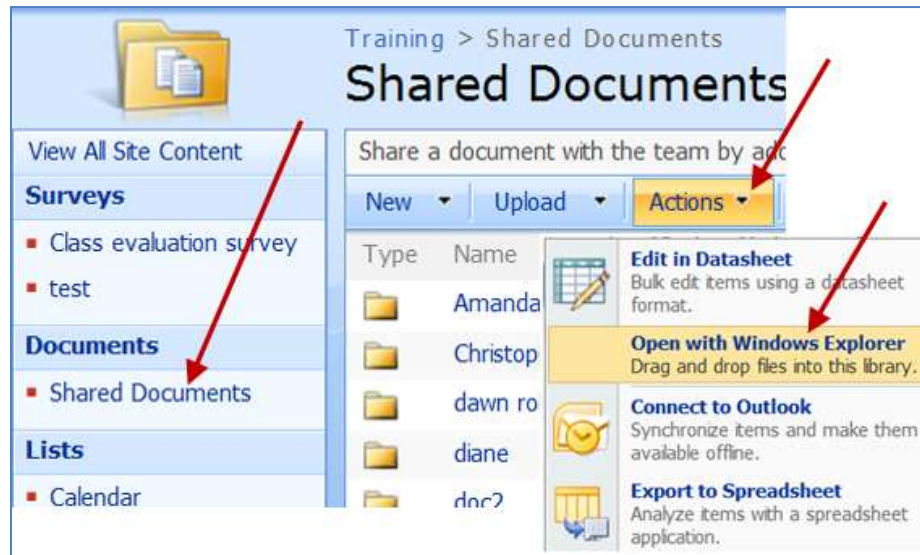 Training > Shared Documents
Shared Documents
View All Site Content
Surveys
Class evaluation survey
test
Documents
Shared Documents
Lists
Calendar
Share a document with the team by
New Upload Actions
Type Name
Amanda
Christop
dawn ro
diane
doc2
Edit in Datasheet
Bulk edit items using a datasheet
format.
Open with Windows Explorer
Drag and drop files into this library.
Connect to Outlook
Synchronize items and make them
available offline.
Export to Spreadsheet
Analyze items with a spreadsheet
application.